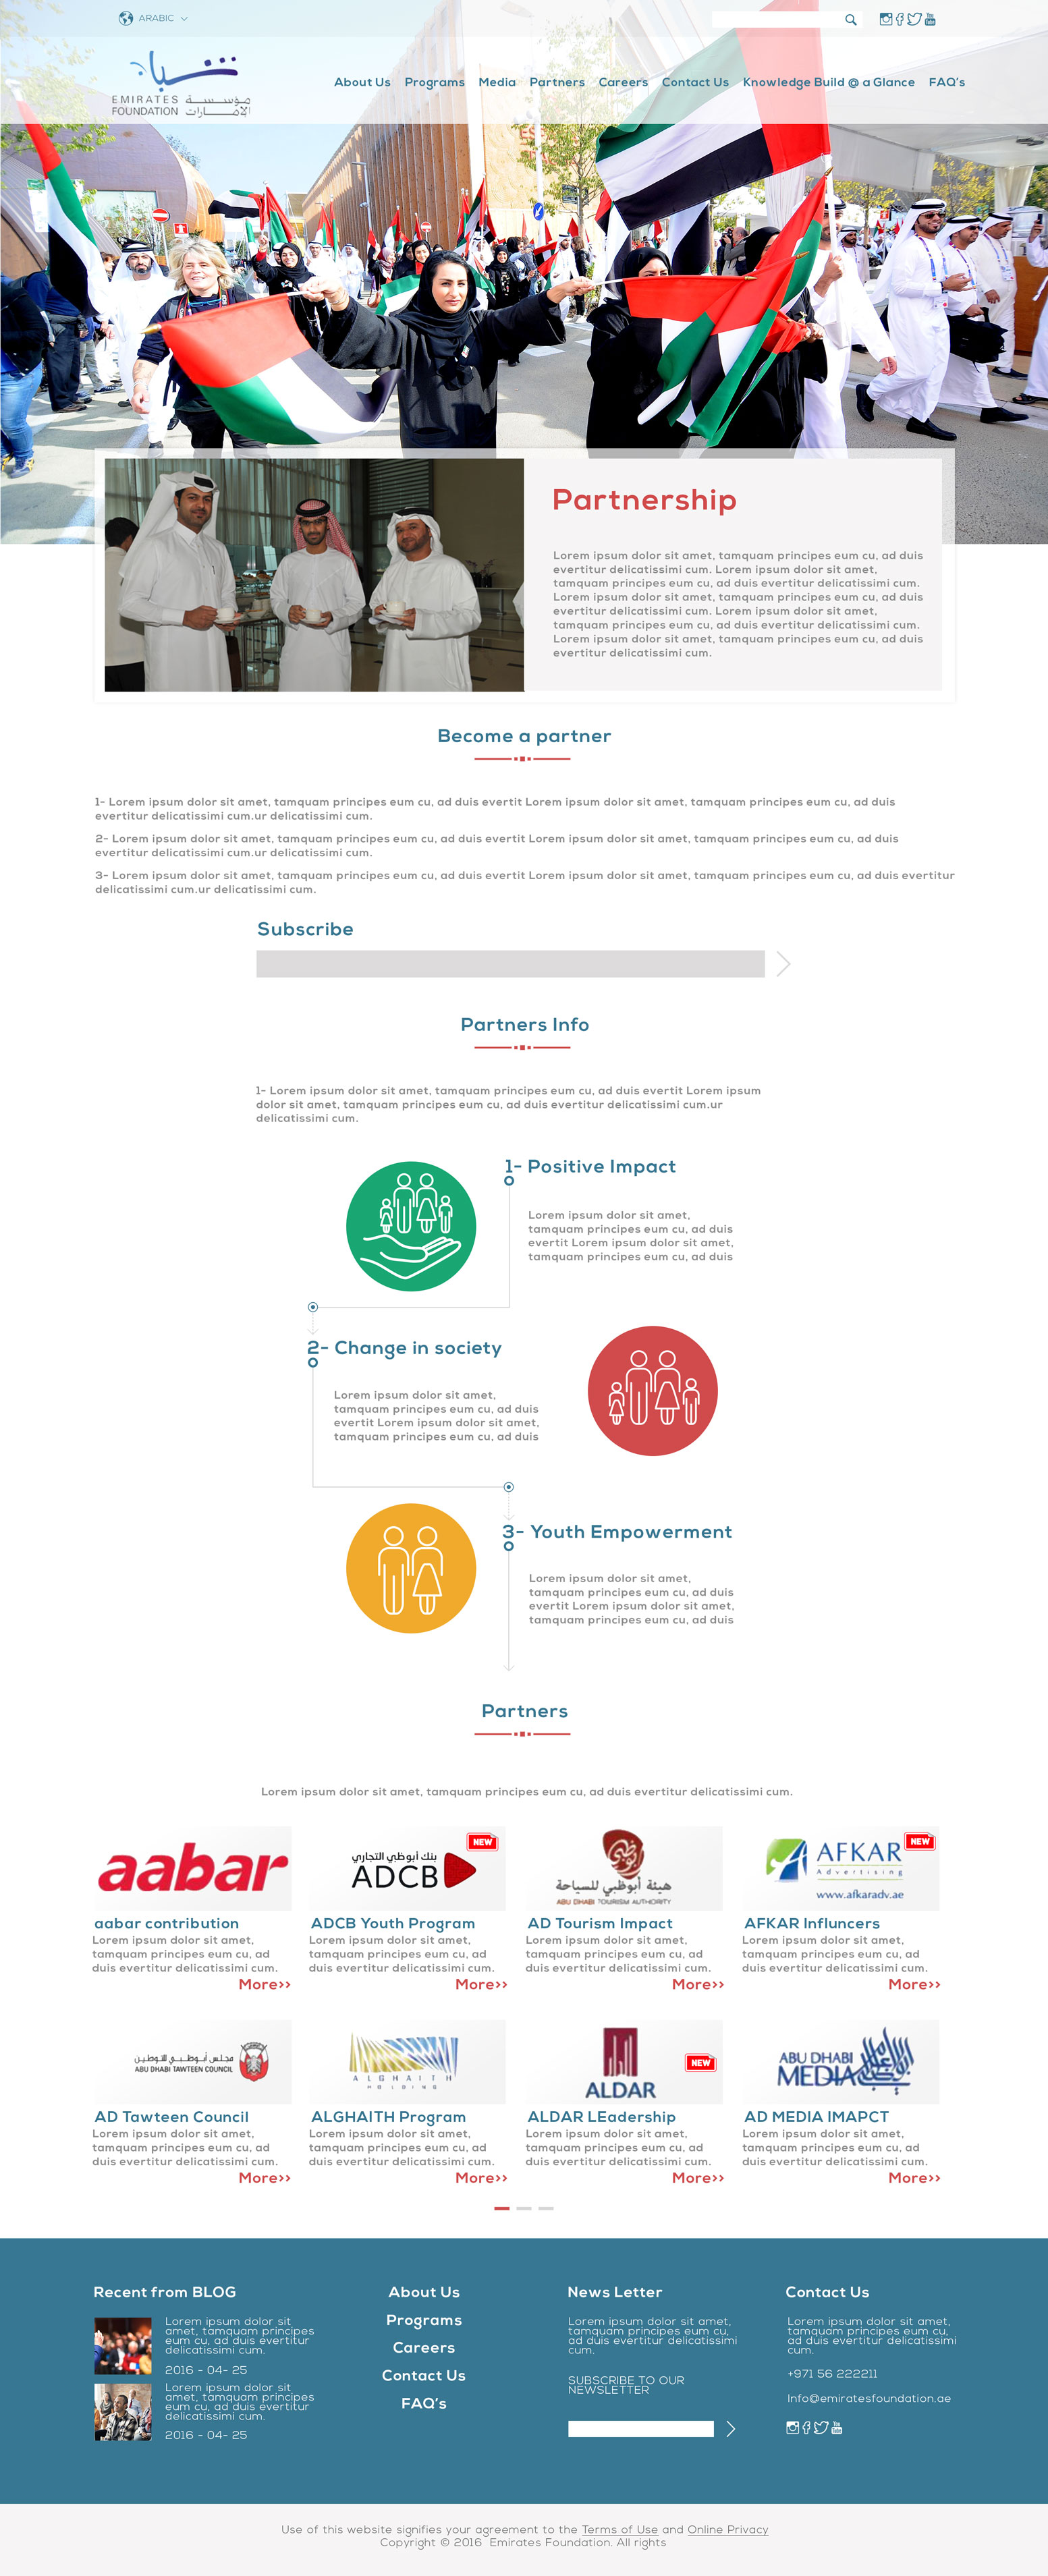 ARABIC
EMIRATES مؤسسة
FOUNDATION الإمارات
About Us Programs Media Partners Careers Contact Us Knowledge Build @ a Glance FAQ's
Partnership
Lorem ipsum dolor sit amet, tamquam principes eum cu, ad duis
evertitur delicatissimi cum. Lorem ipsum dolor sit amet,
tamquam principes eum cu, ad duis evertitur delicatissimi cum.
Lorem ipsum dolor sit amet, tamquam principes eum cu, ad duis
evertitur delicatissimi cum. Lorem ipsum dolor sit amet,
tamquam principes eum cu, ad duis evertitur delicatissimi cum.
Lorem ipsum dolor sit amet, tamquam principes eum cu, ad duis
evertitur delicatissimi cum.
Become a partner
1- Lorem ipsum dolor sit amet, tamquam principes eum cu, ad duis evertit Lorem ipsum dolor sit amet, tamquam principes eum cu, ad duis
evertitur delicatissimi cum.ur delicatissimi cum.
2- Lorem ipsum dolor sit amet, tamquam principes eum cu, ad duis evertit Lorem ipsum dolor sit amet, tamquam principes eum cu, ad duis
evertitur delicatissimi cum.ur delicatissimi cum.
3- Lorem ipsum dolor sit amet, tamquam principes eum cu, ad duis evertit Lorem ipsum dolor sit amet, tamquam principes eum cu, ad duis evertitur
delicatissimi cum.ur delicatissimi cum.
Subscribe
Partners Info
1- Lorem ipsum dolor sit amet, tamquam principes eum cu, ad duis evertit Lorem ipsum
dolor sit amet, tamquam principes eum cu, ad duis evertitur delicatissimi cum.ur
delicatissimi cum.
1- Positive Impact
Lorem ipsum dolor sit amet,
tamquam principes eum cu, ad duis
evertit Lorem ipsum dolor sit amet,
tamquam principes eum cu, ad duis
2- Change in society
Lorem ipsum dolor sit amet,
tamquam principes eum cu, ad duis
evertit Lorem ipsum dolor sit amet,
tamquam principes eum cu, ad duis
3- Youth Empowerment
Lorem ipsum dolor sit amet,
tamquam principes eum cu, ad duis
evertit Lorem ipsum dolor sit amet,
tamquam principes eum cu, ad duis
Partners
Lorem ipsum dolor sit amet, tamquam principes eum cu, ad duis evertitur delicatissimi cum.
aabar
aabar contribution
Lorem ipsum dolor sit amet,
tamquam principes eum cu, ad
duis evertitur delicatissimi cum.
More>>
NEW
بنك أبوظبي التجاري
ADCB
ADCB Youth Program
Lorem ipsum dolor sit amet,
tamquam principes eum cu, ad
duis evertitur delicatissimi cum.
More>>
هيئة أبوظبي للسياحة
ABU DHABI TOURISM AUTHORITY
AD Tourism Impact
Lorem ipsum dolor sit amet,
tamquam principes eum cu, ad
duis evertitur delicatissimi cum.
More>>
NEW
AFKAR
Advertising
www.afkaradv.ae
AFKAR Influncers
Lorem ipsum dolor sit amet,
tamquam principes eum cu, ad
duis evertitur delicatissimi cum.
More>>
مجلس أبوظبي للتوطين
ABU DHABI TAWTEEN COUNCIL
AD Tawteen Council
Lorem ipsum dolor sit amet,
tamquam principes eum cu, ad
duis evertitur delicatissimi cum.
More>>
ALGHAITH
HOLDING
ALGHAITH Program
Lorem ipsum dolor sit amet,
tamquam principes eum cu, ad
duis evertitur delicatissimi cum.
More>>
NEW
ALDAR
ALDAR LEadership
Lorem ipsum dolor sit amet,
tamquam principes eum cu, ad
duis evertitur delicatissimi cum.
More>>
ABU DHABI
MEDIA
AD MEDIA IMAPCT
Lorem ipsum dolor sit amet,
tamquam principes eum cu, ad
duis evertitur delicatissimi cum.
More>>
Recent from BLOG
Lorem ipsum dolor sit
amet, tamquam principes
eum cu, ad duis evertitur
delicatissimi cum.
2016 - 04- 25
Lorem ipsum dolor sit
amet, tamquam principes
eum cu, ad duis evertitur
delicatissimi cum.
2016 - 04- 25
About Us
Programs
Careers
Contact Us
FAQ's
News Letter
Lorem ipsum dolor sit amet,
tamquam principes eum cu,
ad duis evertitur delicatissimi
cum.
SUBSCRIBE TO OUR
NEWSLETTER
Contact Us
Lorem ipsum dolor sit amet,
tamquam principes eum cu,
ad duis evertitur delicatissimi
cum.
+971 56 222211
Info@emiratesfoundation.ae
Use of this website signifies your agreement to the Terms of Use and Online Privacy
Copyright © 2016 Emirates Foundation. All rights